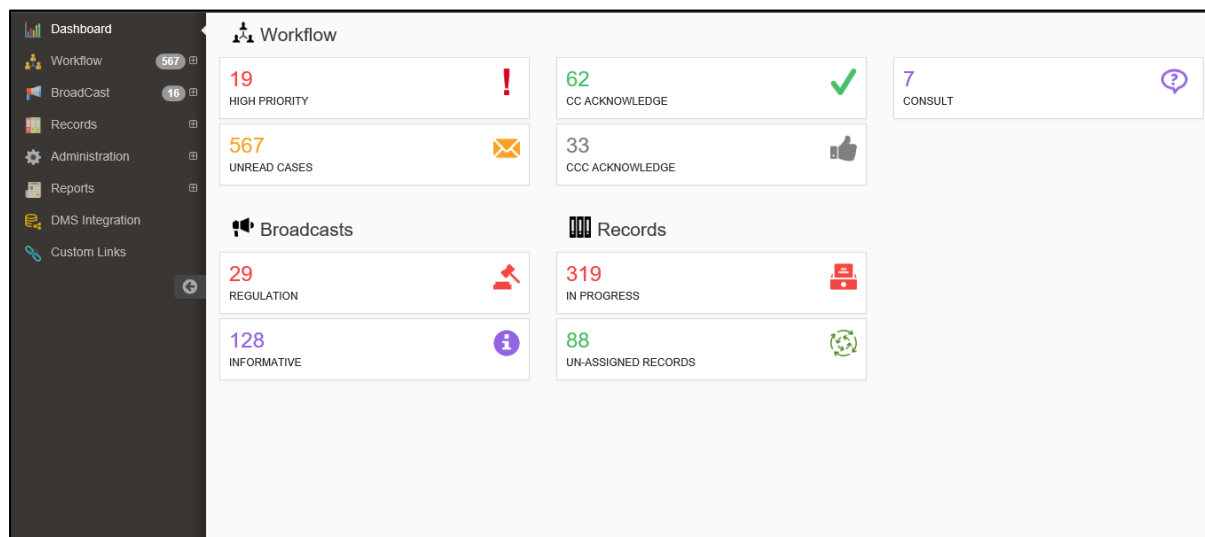 Dashboard
Workflow 567
BroadCast 16
Records
Administration
Reports
DMS Integration
Custom Links
Workflow
19
HIGH PRIORITY
62
CC ACKNOWLEDGE
7
CONSULT
567
UNREAD CASES
33
CCC ACKNOWLEDGE
Broadcasts
29
REGULATION
128
INFORMATIVE
Records
319
IN PROGRESS
88
UN-ASSIGNED RECORDS